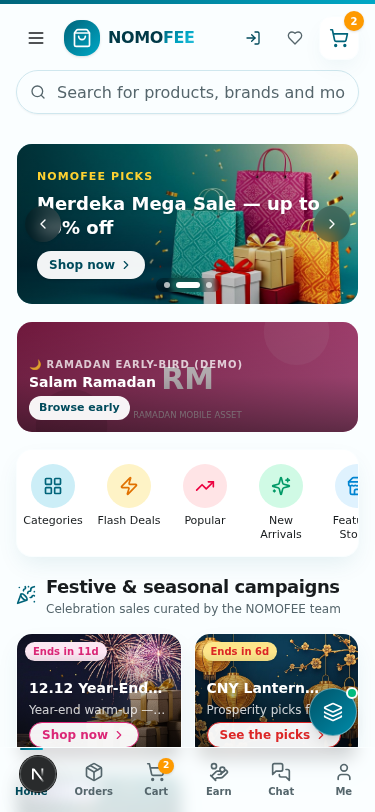 NOMOFEE
2
Search for products, brands and mo
NOMOFEE PICKS
Merdeka Mega Sale — up to
% off
Shop now
🌙 RAMADAN EARLY-BIRD (DEMO)
Salam Ramadan
RM
Browse early
RAMADAN MOBILE ASSET
Categories
Flash Deals
Popular
New
Arrivals
Featu
Sto
Festive & seasonal campaigns
Celebration sales curated by the NOMOFEE team
Ends in 11d
12.12 Year-End…
Year-end warm-up —…
Shop now
Ends in 6d
CNY Lantern…
Prosperity picks f
See the picks
N
2
Home
Orders
Cart
Earn
Chat
Me